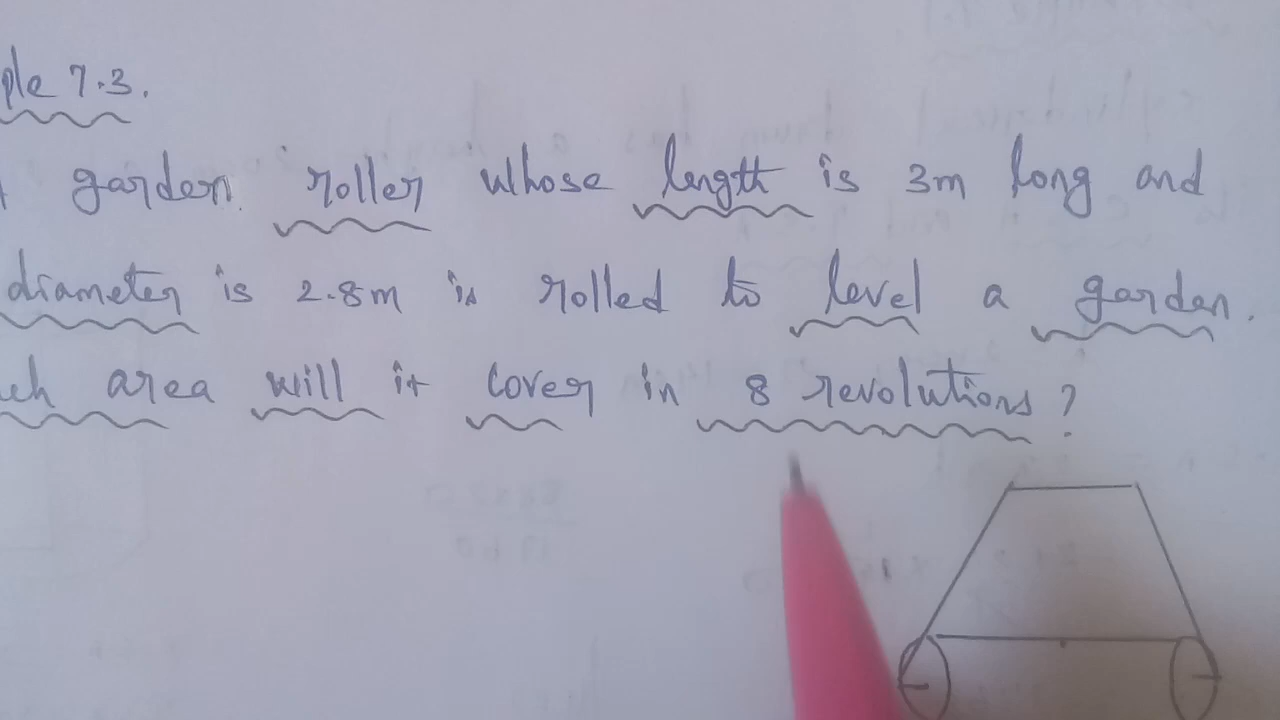 ple 7.3.
garden roller whose length is 3m long and
diameter is 2.8m is rolled to level a garden.
area will it cover in 8 revolutions?